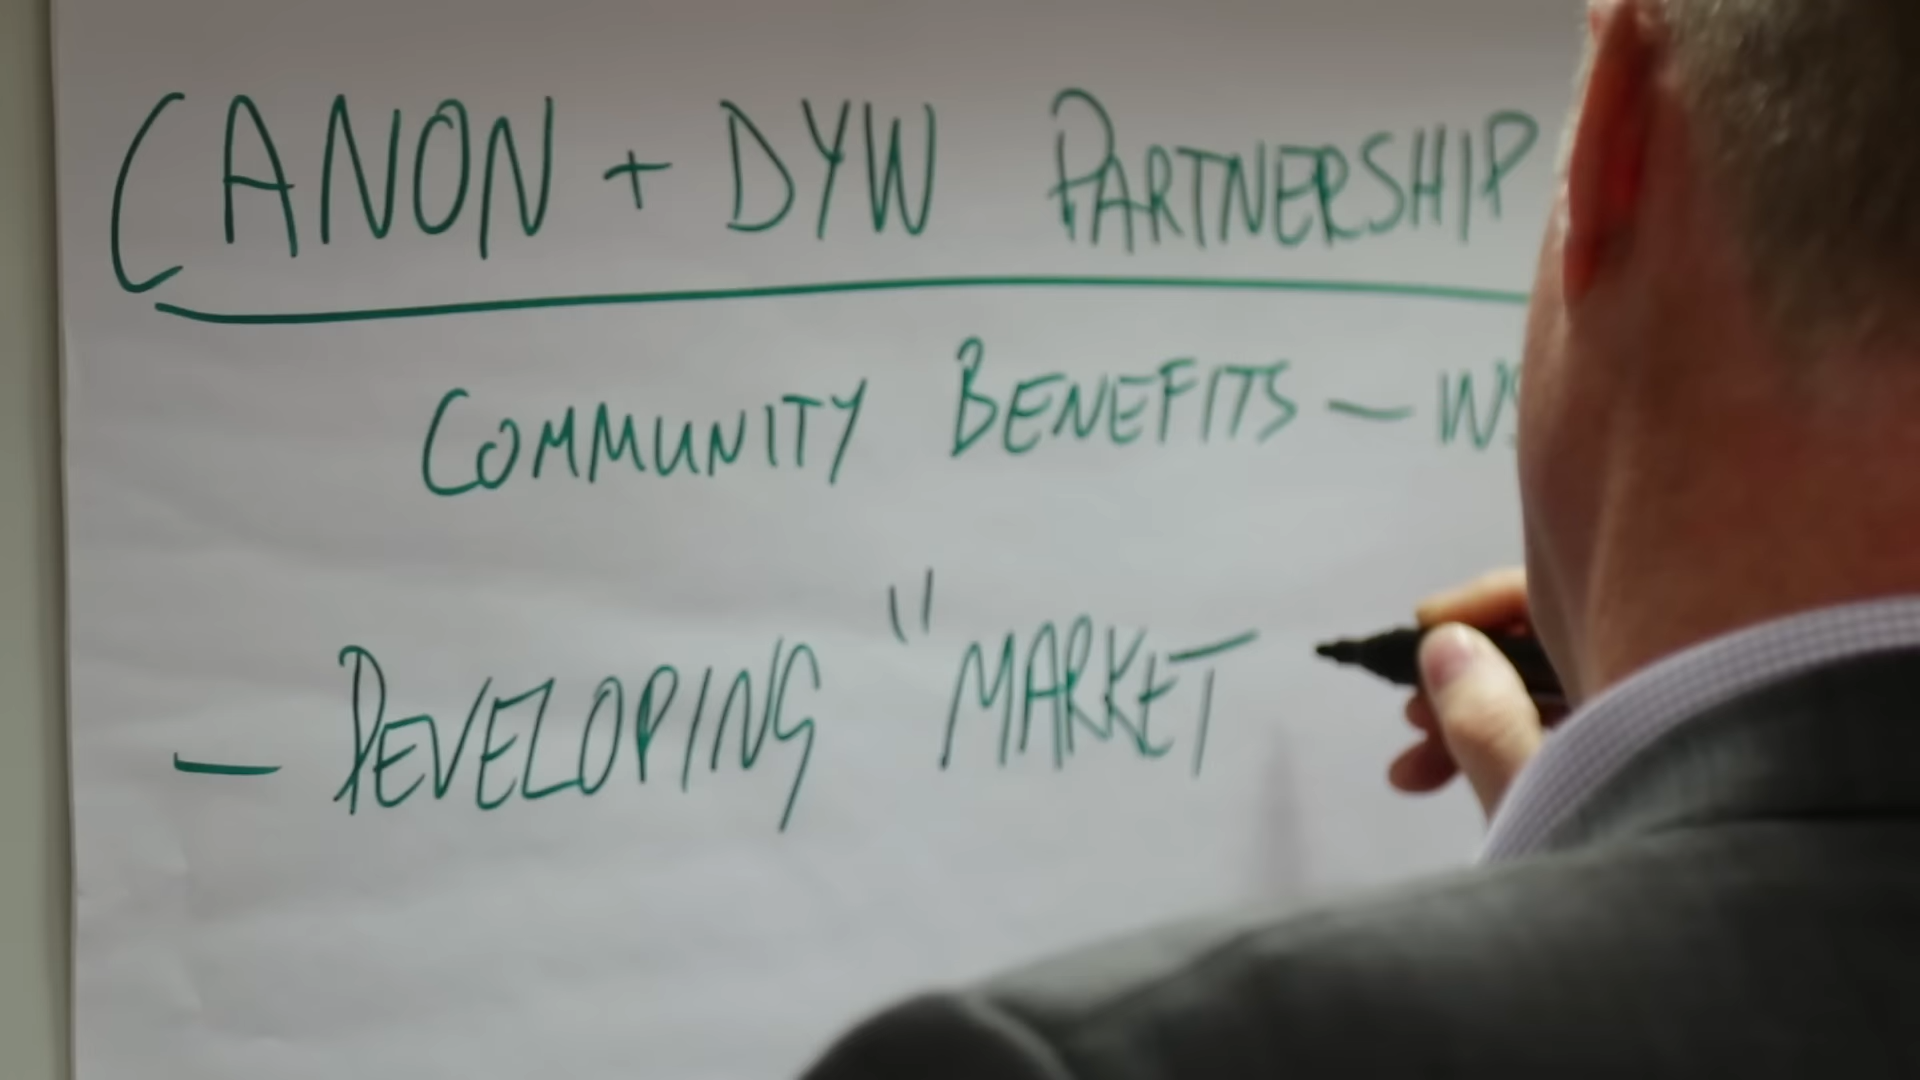 CANON + DYW PARTNERSHIP
COMMUNITY BENEFITS —
— DEVELOPING "MARKET